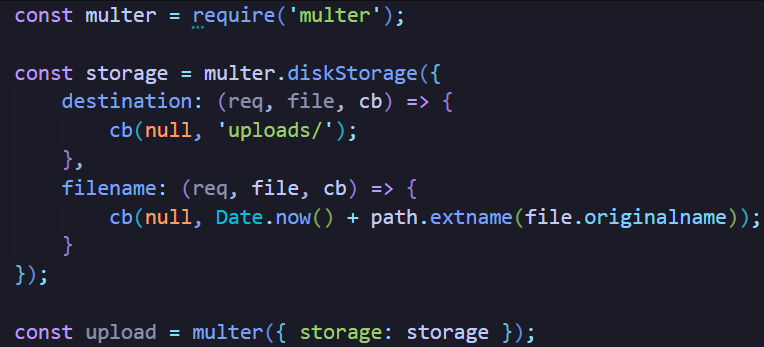 const multer = require('multer');
const storage = multer.diskStorage({
destination: (req, file, cb) => {
cb(null, 'uploads/');
},
filename: (req, file, cb) => {
cb(null, Date.now() + path.extname(file.originalname));
}
});
const upload = multer({ storage: storage });